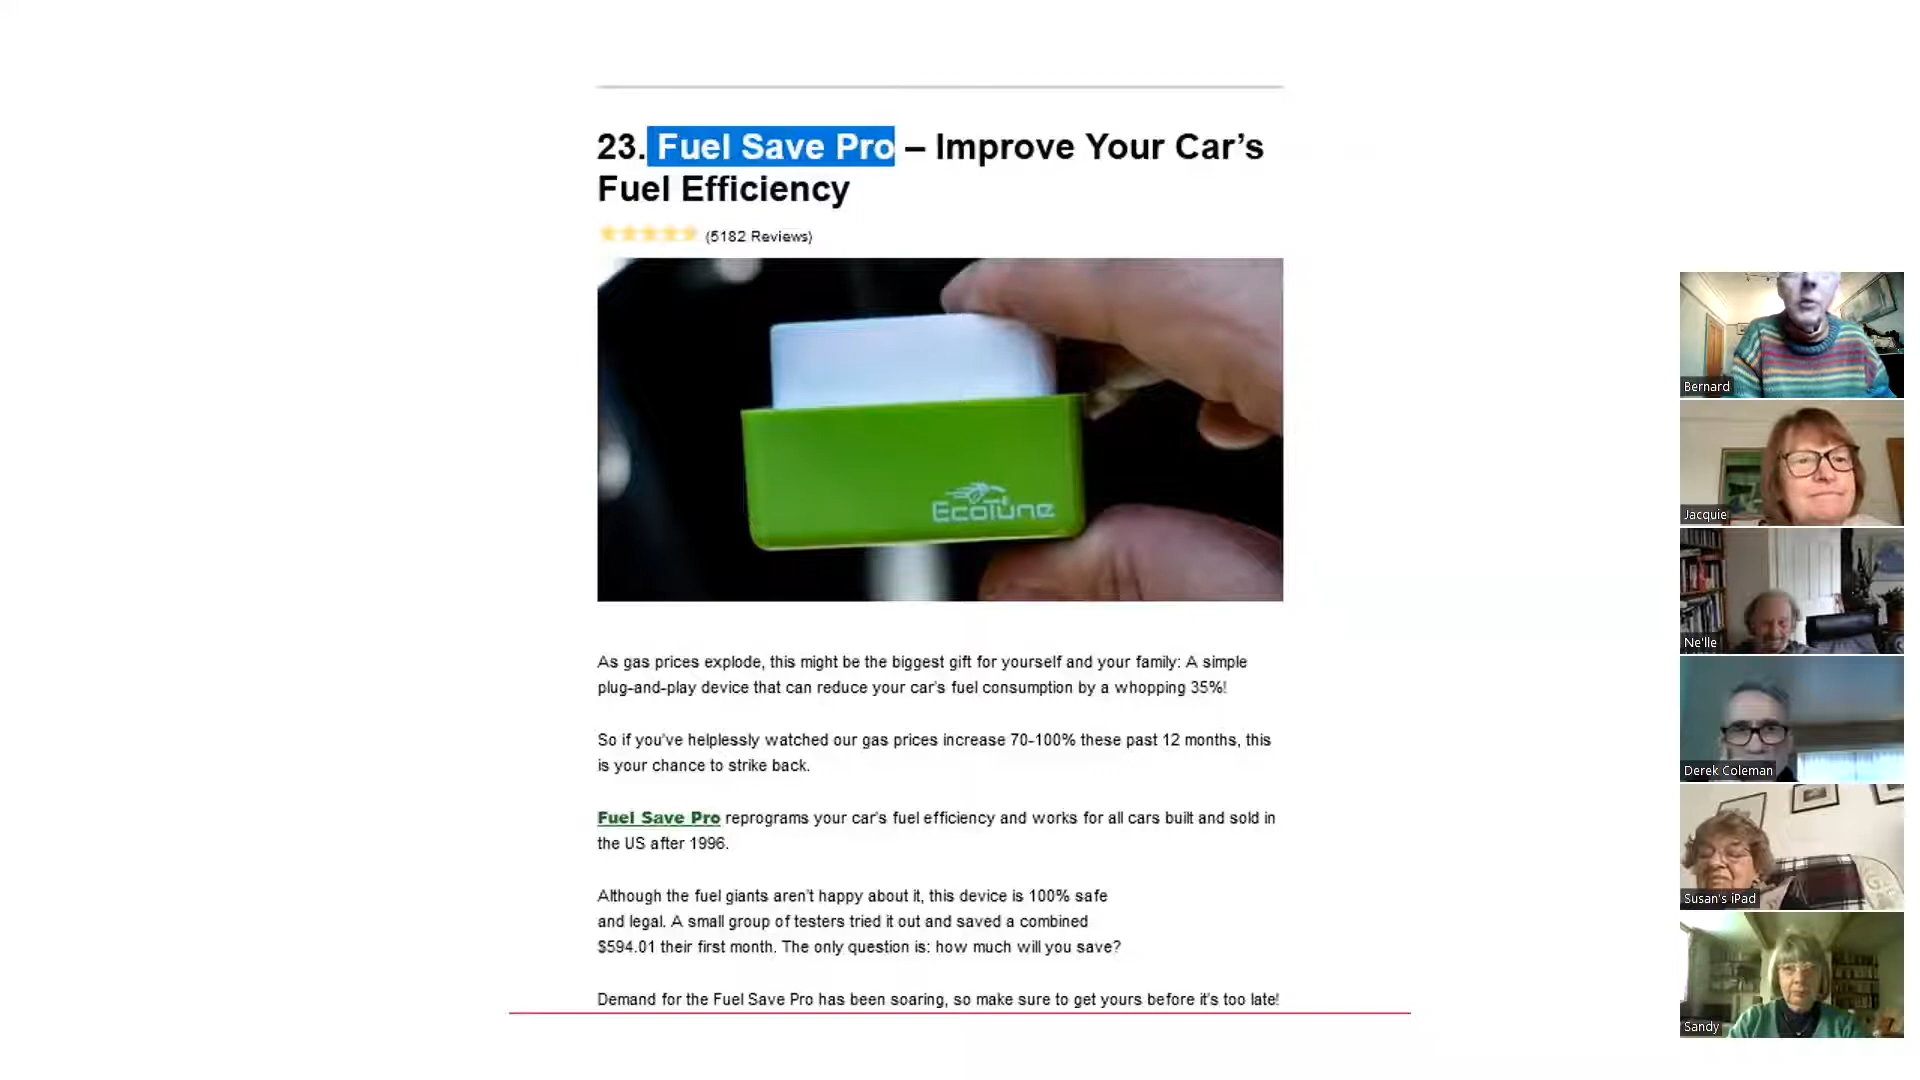 23. Fuel Save Pro – Improve Your Car's
Fuel Efficiency
(5182 Reviews)
EcoTune
As gas prices explode, this might be the biggest gift for yourself and your family: A simple
plug-and-play device that can reduce your car's fuel consumption by a whopping 35%!
So if you've helplessly watched our gas prices increase 70-100% these past 12 months, this
is your chance to strike back.
Fuel Save Pro reprograms your car's fuel efficiency and works for all cars built and sold in
the US after 1996.
Although the fuel giants aren't happy about it, this device is 100% safe
and legal. A small group of testers tried it out and saved a combined
$594.01 their first month. The only question is: how much will you save?
Demand for the Fuel Save Pro has been soaring, so make sure to get yours before it's too late!
Bernard
Jacquie
Ne'lle
Derek Coleman
Susan's iPad
Sandy